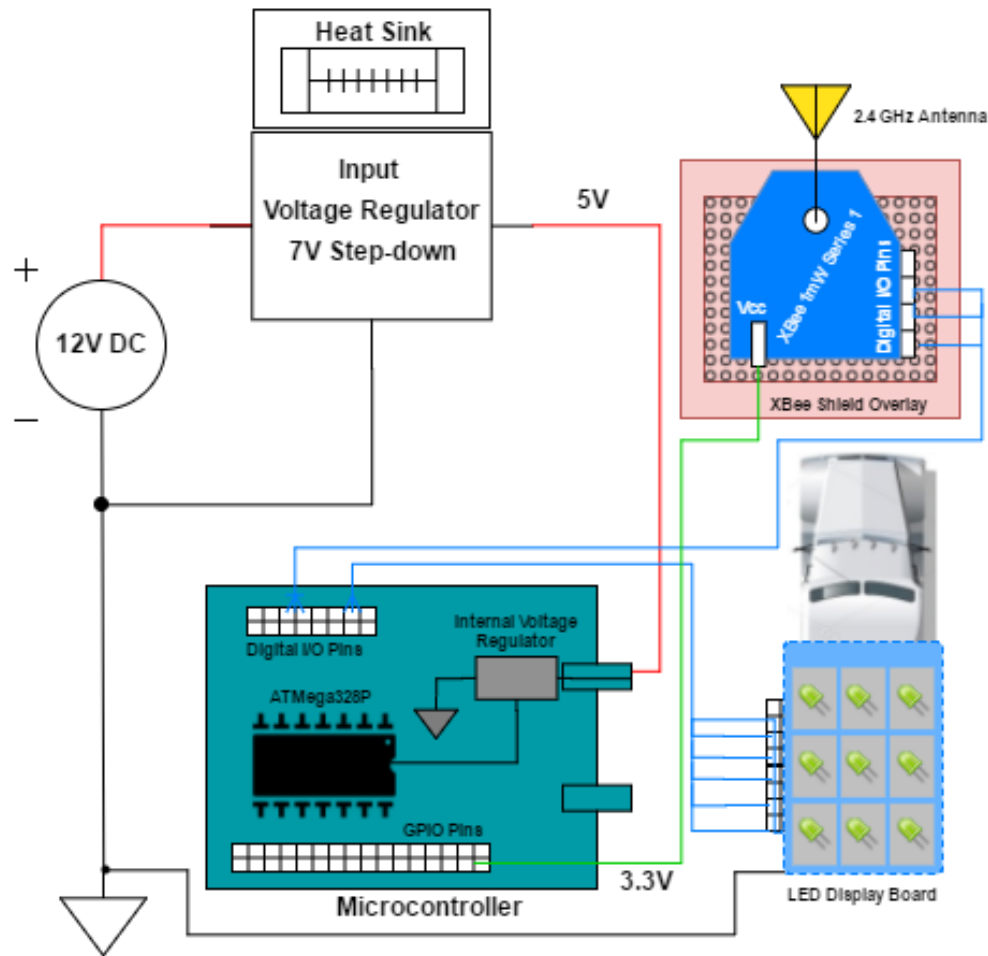 Heat Sink
Input
Voltage Regulator
7V Step-down
5V
2.4 GHz Antenna
XBee 1mW Series 1
Vcc
Digital I/O Pins
XBee Shield Overlay
+
12V DC
−
Digital I/O Pins
Internal Voltage
Regulator
ATMega328P
GPIO Pins
3.3V
Microcontroller
LED Display Board